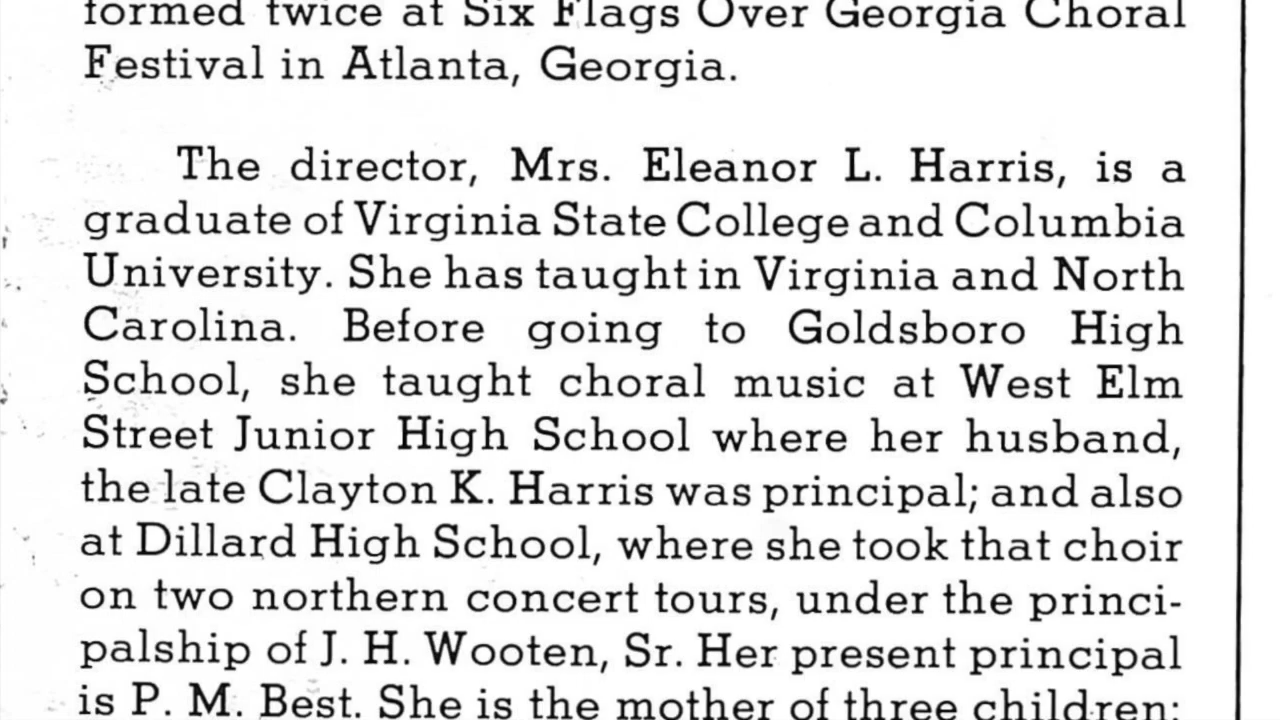 formed twice at Six Flags Over Georgia Choral
Festival in Atlanta, Georgia.
The director, Mrs. Eleanor L. Harris, is a
graduate of Virginia State College and Columbia
University. She has taught in Virginia and North
Carolina. Before going to Goldsboro High
School, she taught choral music at West Elm
Street Junior High School where her husband,
the late Clayton K. Harris was principal; and also
at Dillard High School, where she took that choir
on two northern concert tours, under the princi-
palship of J. H. Wooten, Sr. Her present principal
is P. M. Best. She is the mother of three children: